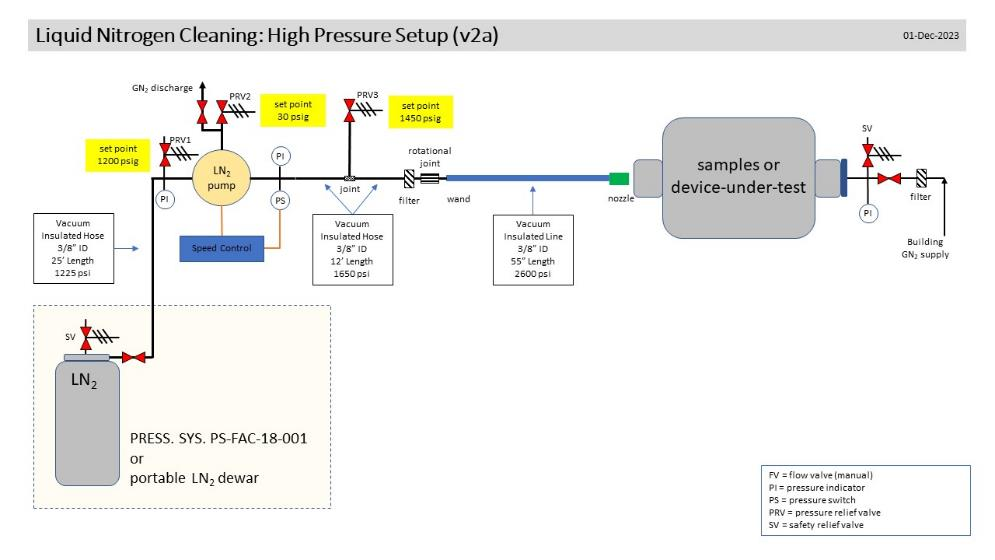 Liquid Nitrogen Cleaning: High Pressure Setup (v2a)
01-Dec-2023
GN₂ discharge
PRV2
set point
30 psig
PRV3
set point
1450 psig
set point
1200 psig
PRV1
PI
LN₂
pump
PI
PS
Speed Control
joint
filter
rotational
joint
wand
nozzle
samples or
device-under-test
SV
PI
filter
Building
GN₂ supply
Vacuum
Insulated Hose
3/8” ID
25’ Length
1225 psi
Vacuum
Insulated Hose
3/8” ID
12’ Length
1650 psi
Vacuum
Insulated Line
3/8” ID
55” Length
2600 psi
SV
LN₂
PRESS. SYS. PS-FAC-18-001
or
portable LN₂ dewar
FV = flow valve (manual)
PI = pressure indicator
PS = pressure switch
PRV = pressure relief valve
SV = safety relief valve